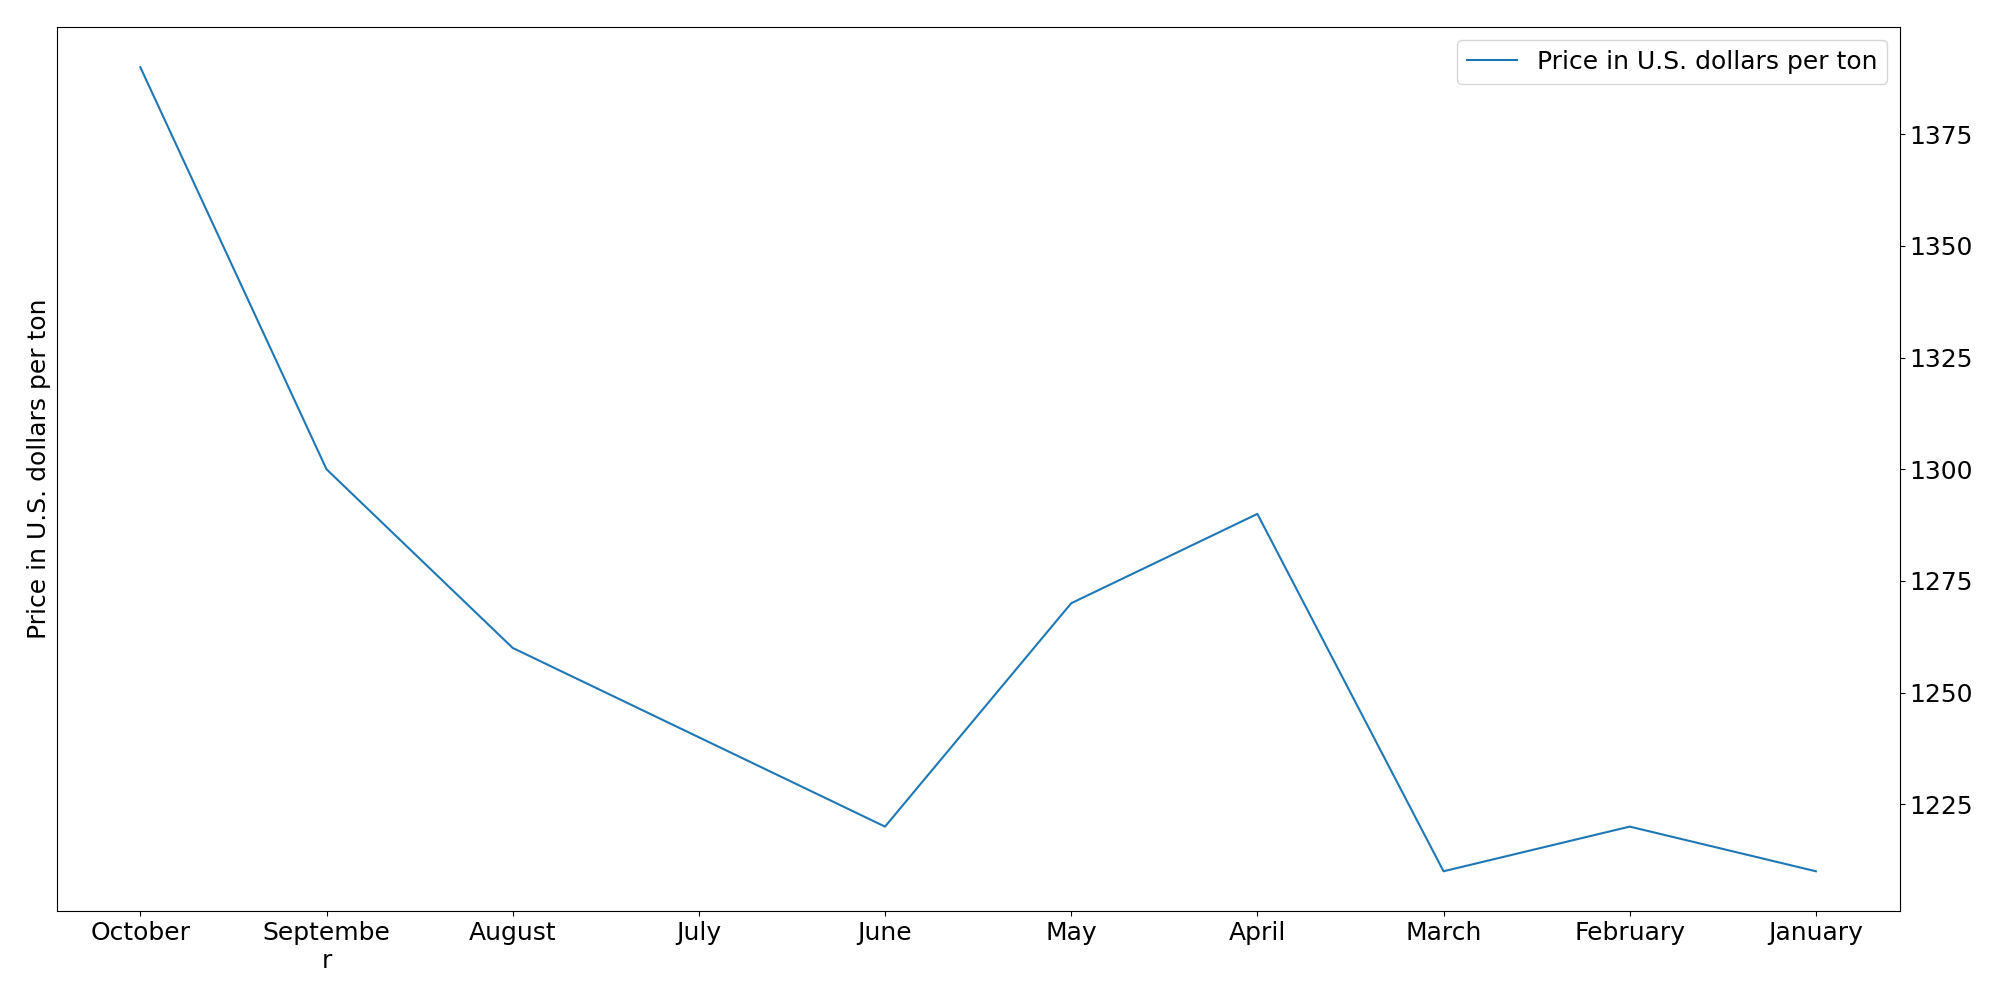 Price in U.S. dollars per ton
Price in U.S. dollars per ton
1375
1350
1325
1300
1275
1250
1225
October
Septembe
r
August
July
June
May
April
March
February
January